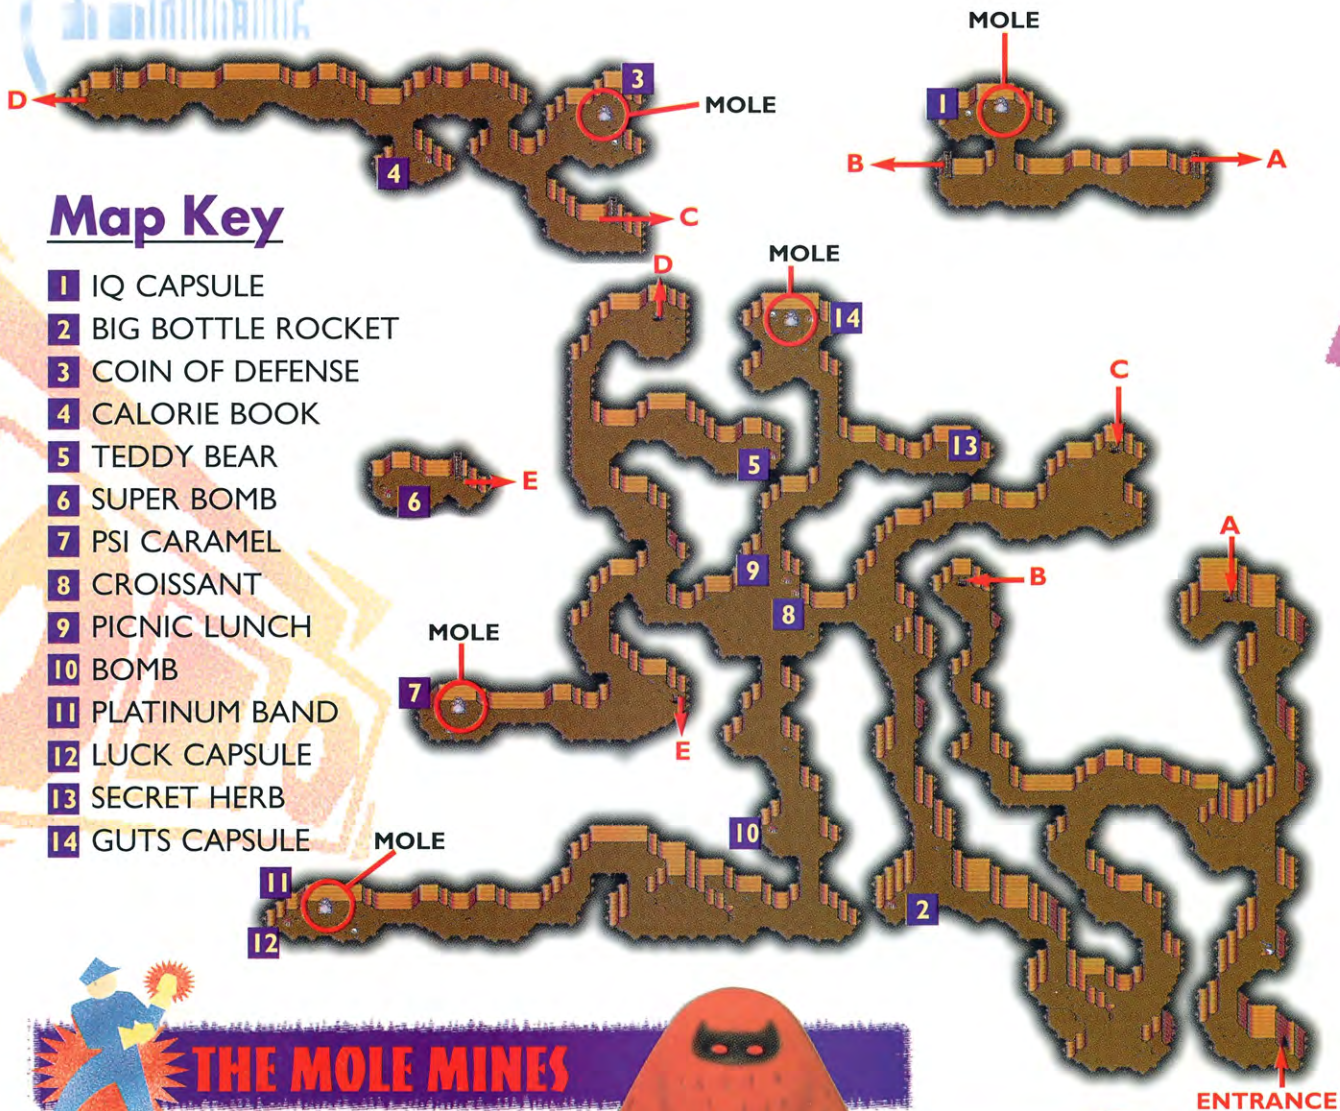 MOLE
3
D
MOLE
1
B
A
4
C
Map Key
1 IQ CAPSULE
2 BIG BOTTLE ROCKET
3 COIN OF DEFENSE
4 CALORIE BOOK
5 TEDDY BEAR
6 SUPER BOMB
7 PSI CARAMEL
8 CROISSANT
9 PICNIC LUNCH
10 BOMB
11 PLATINUM BAND
12 LUCK CAPSULE
13 SECRET HERB
14 GUTS CAPSULE
D
MOLE
14
C
13
5
E
6
A
9
B
8
MOLE
7
E
10
MOLE
11
2
12
THE MOLE MINES
ENTRANCE